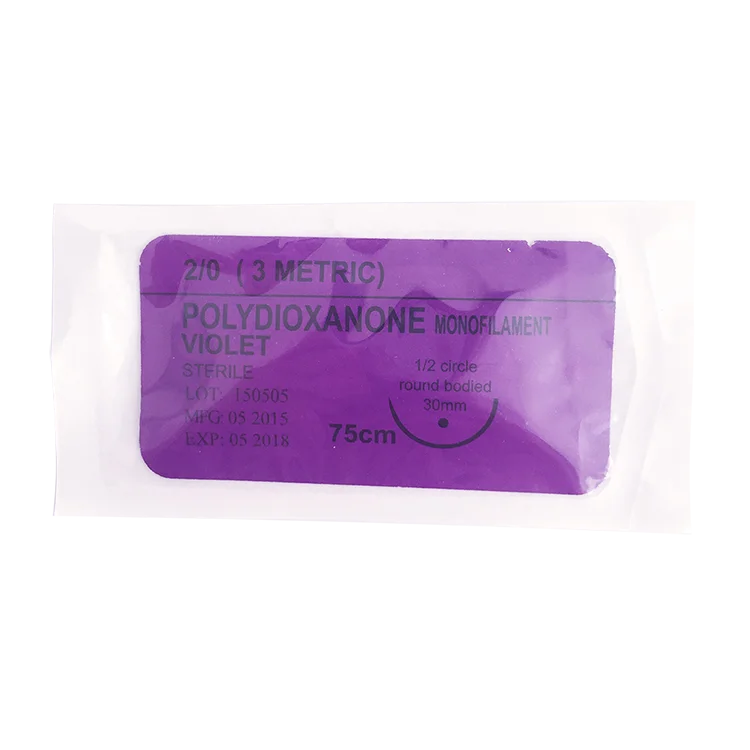 2/0 ( 3 METRIC)
POLYDIOXANONE MONOFILAMENT
VIOLET
STERILE
LOT: 150505
MFG: 05 2015
EXP: 05 2018
1/2 circle
round bodied
30mm
75cm